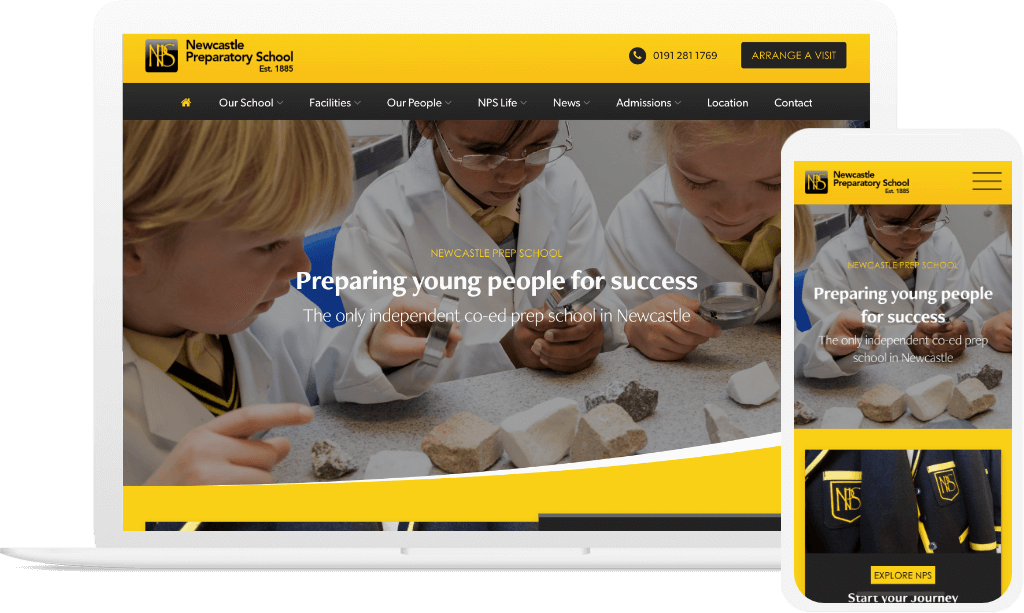 NPS
Newcastle
Preparatory School
Est. 1885
0191 281 1769
ARRANGE A VISIT
Our School
Facilities
Our People
NPS Life
News
Admissions
Location
Contact
NEWCASTLE PREP SCHOOL
Preparing young people for success
The only independent co-ed prep school in Newcastle
NPS
Newcastle
Preparatory School
Est. 1885
NEWCASTLE PREP SCHOOL
Preparing young people
for success
The only independent co-ed prep
school in Newcastle
NPS
NPS
EXPLORE NPS
Start your Journey